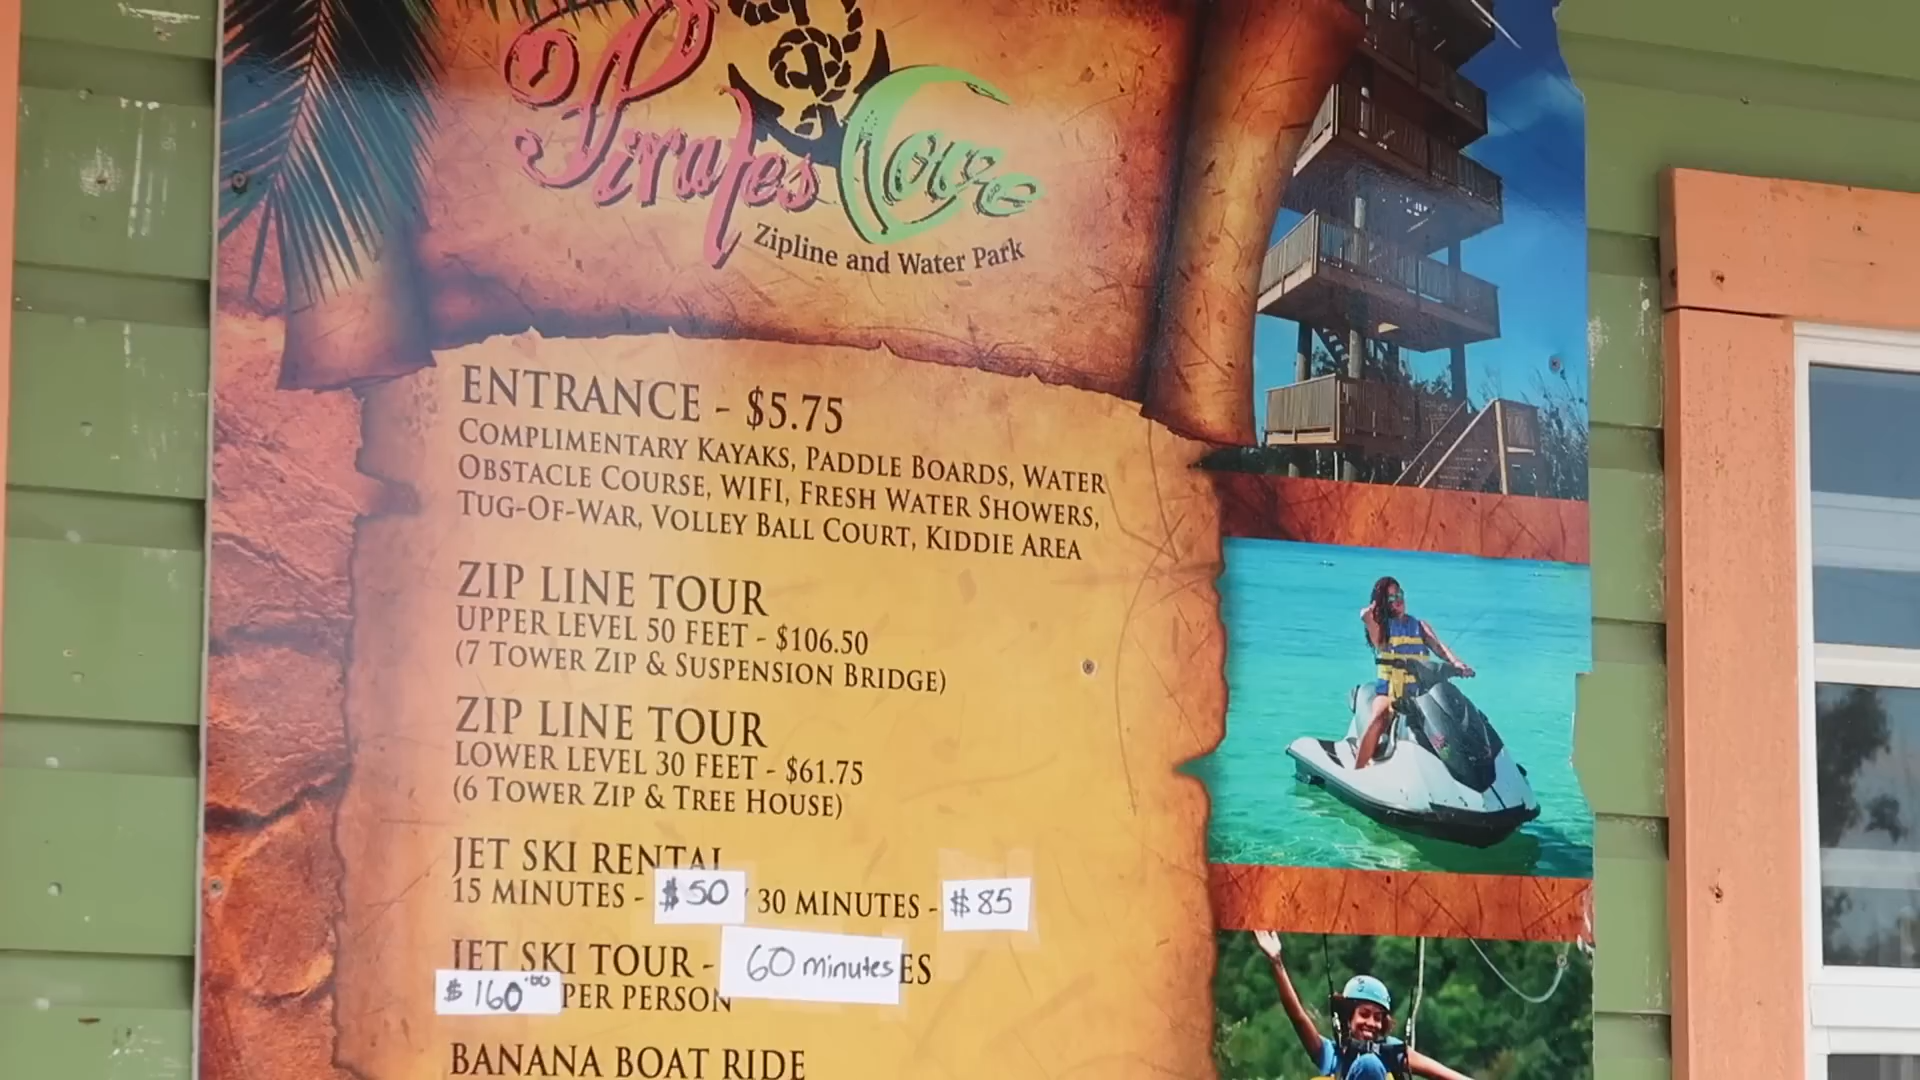 Pirates Cove
Zipline and Water Park
ENTRANCE - $5.75
COMPLIMENTARY KAYAKS, PADDLE BOARDS, WATER
OBSTACLE COURSE, WIFI, FRESH WATER SHOWERS,
TUG-OF-WAR, VOLLEY BALL COURT, KIDDIE AREA
ZIP LINE TOUR
UPPER LEVEL 50 FEET - $106.50
(7 TOWER ZIP & SUSPENSION BRIDGE)
ZIP LINE TOUR
LOWER LEVEL 30 FEET - $61.75
(6 TOWER ZIP & TREE HOUSE)
JET SKI RENTAL
15 MINUTES - $50 / 30 MINUTES - $85
JET SKI TOUR - 60 minutes ES
$160.00 PER PERSON
BANANA BOAT RIDE